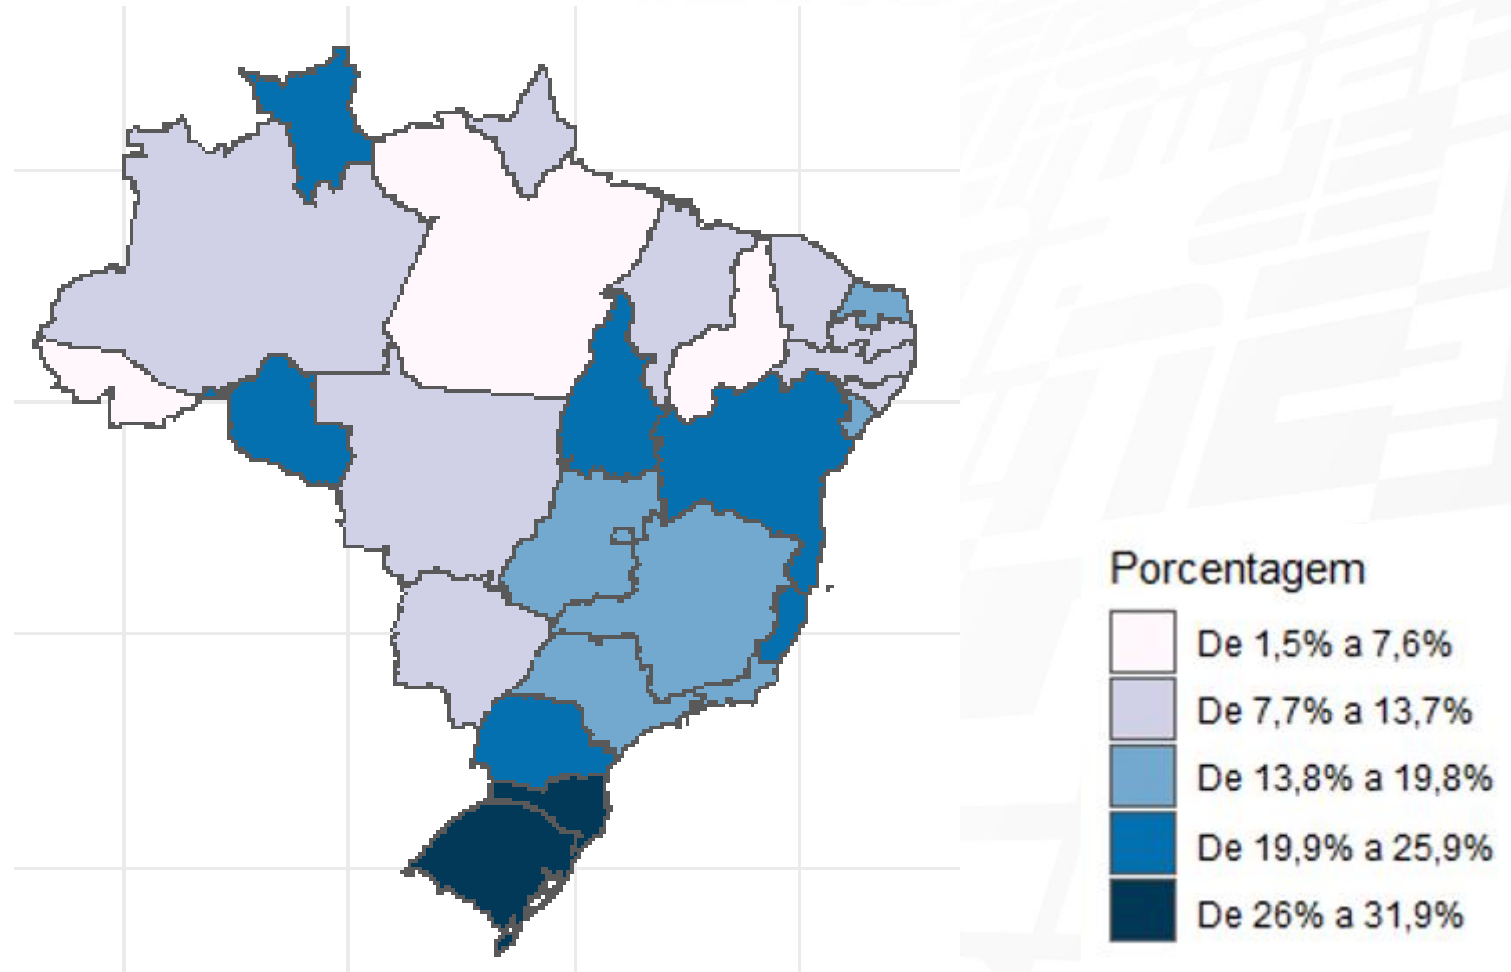 Porcentagem
De 1,5% a 7,6%
De 7,7% a 13,7%
De 13,8% a 19,8%
De 19,9% a 25,9%
De 26% a 31,9%